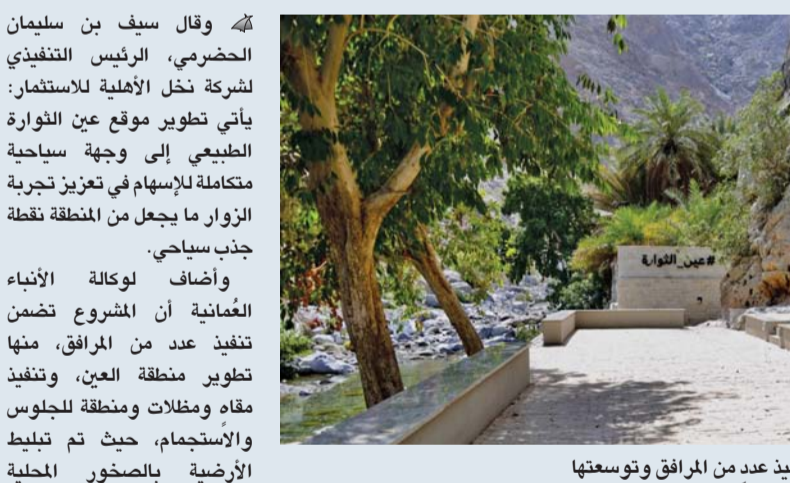 وقال سيف بن سليمان
الحضرمي، الرئيس التنفيذي
لشركة نخل الأهلية للاستثمار:
يأتي تطوير موقع عين الثوارة
الطبيعي إلى وجهة سياحية
متكاملة للإسهام في تعزيز تجربة
الزوار ما يجعل من المنطقة نقطة
جذب سياحي.
وأضاف لوكالة الأنباء
العُمانية أن المشروع تضمن
تنفيذ عدد من المرافق، منها
تطوير منطقة العين، وتنفيذ
مقاه ومظلات ومنطقة للجلوس
والاستجمام، حيث تم تبليط
الأرضية بالصخور المحلية
#عين_الثوارة
يذ عدد من المرافق وتوسعتها